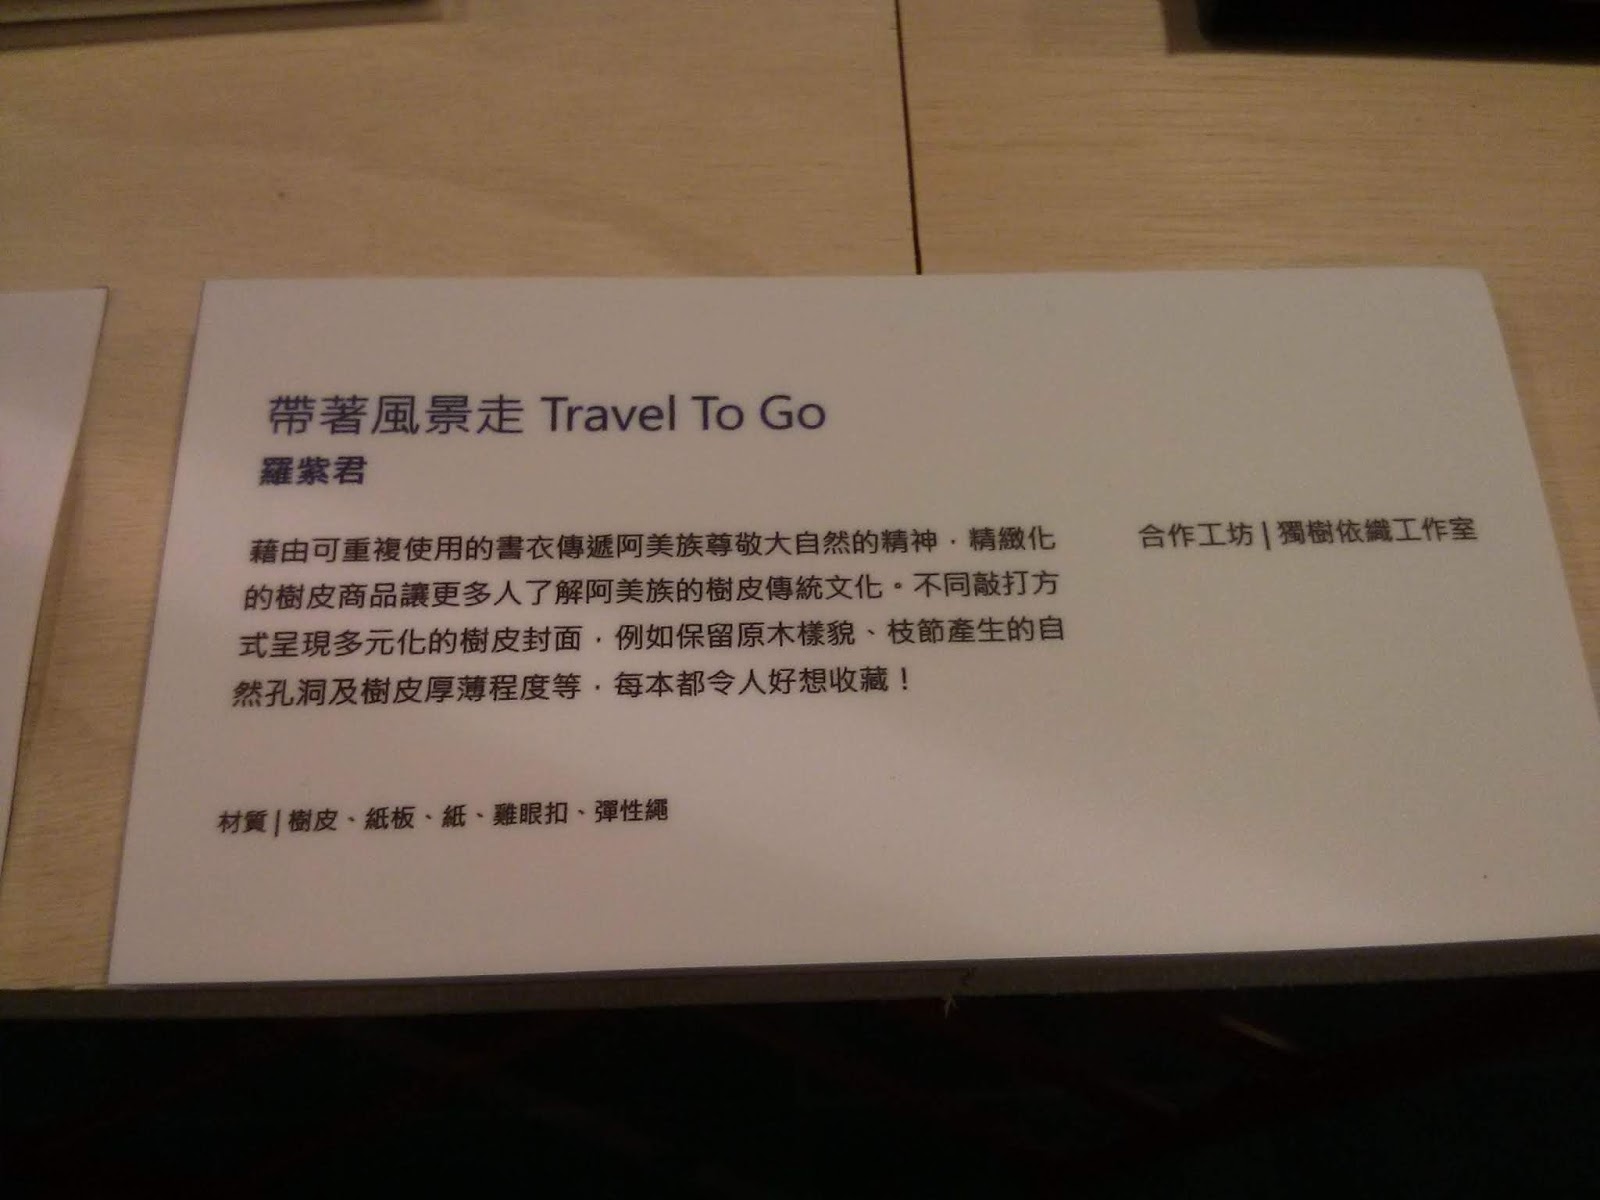 帶著風景走 Travel To Go
羅紫君
藉由可重複使用的書衣傳遞阿美族尊敬大自然的精神，精緻化
的樹皮商品讓更多人了解阿美族的樹皮傳統文化。不同敲打方
式呈現多元化的樹皮封面，例如保留原木樣貌、枝節產生的自
然孔洞及樹皮厚薄程度等，每本都令人好想收藏！
合作工坊 | 獨樹依織工作室
材質 | 樹皮、紙板、紙、雞眼扣、彈性繩